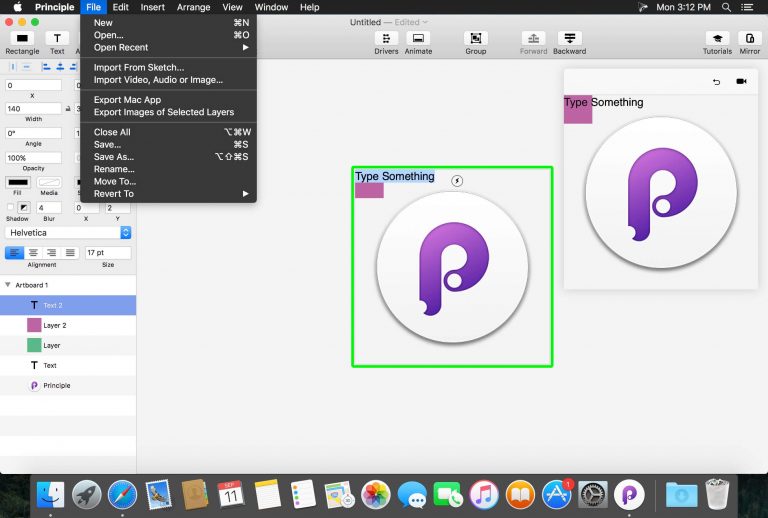 Principle File Edit Insert Arrange View Window Help Mon 3:12 PM
Untitled — Edited
Rectangle Text A Drivers Animate Group Forward Backward Tutorials Mirror
New ⌘N
Open... ⌘O
Open Recent
Import From Sketch...
Import Video, Audio or Image...
Export Mac App
Export Images of Selected Layers
Close All ⌥⌘W
Save... ⌘S
Save As... ⌥⇧⌘S
Rename...
Move To...
Revert To
0 0
X
140 3
Width
0° 1
Angle
100%
Opacity
Fill Media S
4 0 2
Shadow Blur X Y
Helvetica
17 pt
Alignment Size
Artboard 1
T Text 2
Layer 2
Layer
T Text
Principle
Type Something
Type Something
SEP
11
1